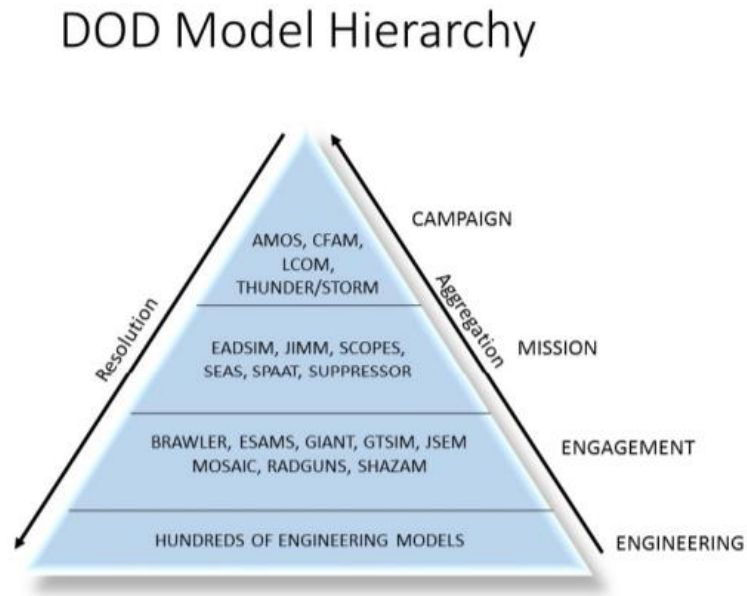 DOD Model Hierarchy
CAMPAIGN
AMOS, CFAM,
LCOM,
THUNDER/STORM
Resolution
Aggregation
MISSION
EADSIM, JIMM, SCOPES,
SEAS, SPAAT, SUPPRESSOR
ENGAGEMENT
BRAWLER, ESAMS, GIANT, GTSIM, JSEM
MOSAIC, RADGUNS, SHAZAM
HUNDREDS OF ENGINEERING MODELS
ENGINEERING